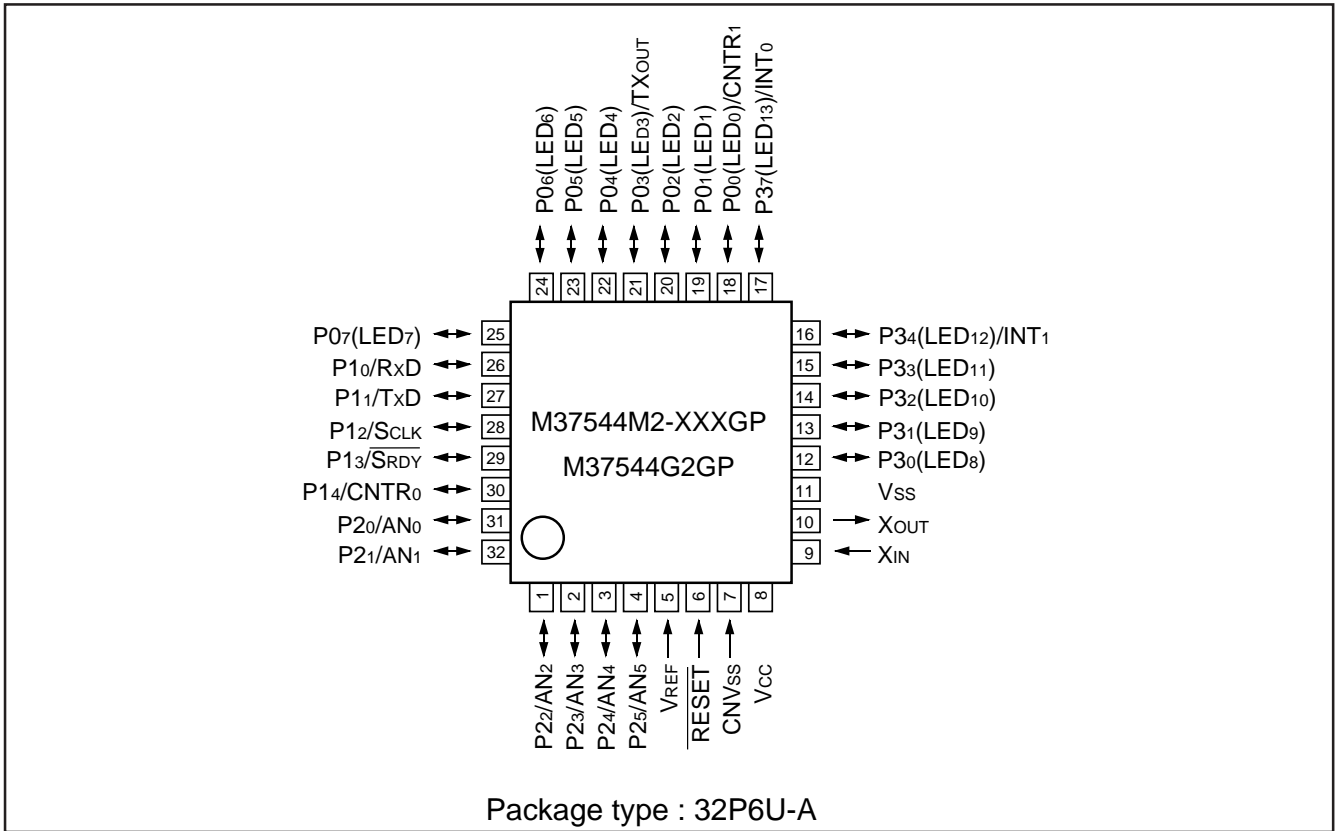 P06(LED6)
P05(LED5)
P04(LED4)
P03(LED3)/TXOUT
P02(LED2)
P01(LED1)
P00(LED0)/CNTR1
P37(LED13)/INT0
24
23
22
21
20
19
18
17
P07(LED7) 25
P10/RXD 26
P11/TXD 27
P12/SCLK 28
P13/SRDY 29
P14/CNTR0 30
P20/AN0 31
P21/AN1 32
M37544M2-XXXGP
M37544G2GP
16 P34(LED12)/INT1
15 P33(LED11)
14 P32(LED10)
13 P31(LED9)
12 P30(LED8)
11 VSS
10 XOUT
9 XIN
1
2
3
4
5
6
7
8
P22/AN2
P23/AN3
P24/AN4
P25/AN5
VREF
RESET
CNVSS
VCC
Package type : 32P6U-A